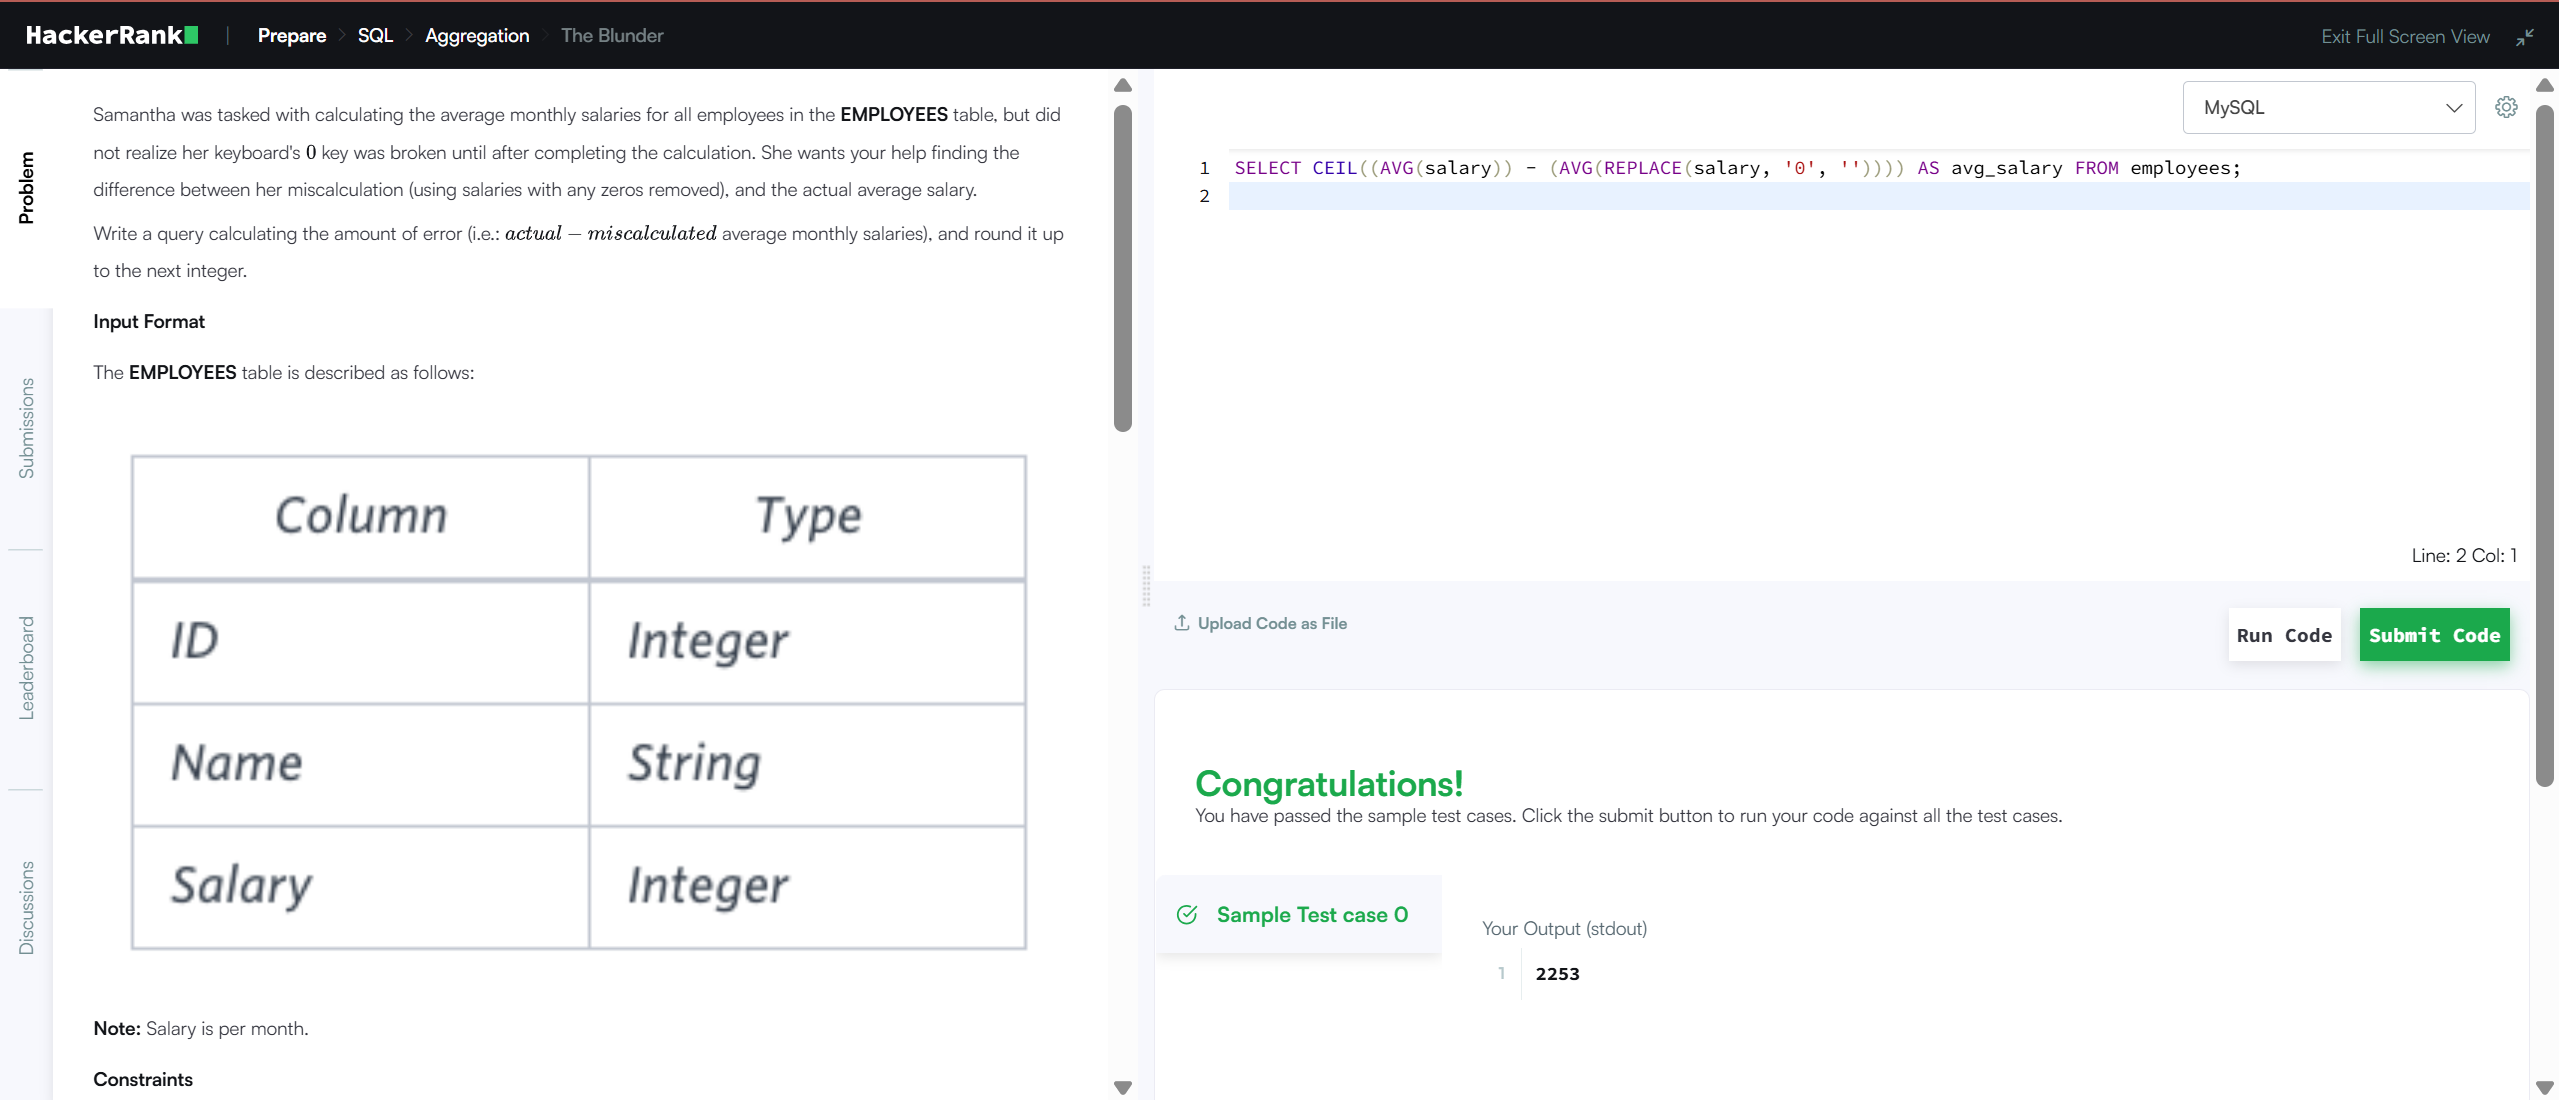 HackerRank | Prepare > SQL > Aggregation > The Blunder
Exit Full Screen View
Problem
Submissions
Leaderboard
Discussions
Samantha was tasked with calculating the average monthly salaries for all employees in the EMPLOYEES table, but did
not realize her keyboard's 0 key was broken until after completing the calculation. She wants your help finding the
difference between her miscalculation (using salaries with any zeros removed), and the actual average salary.
Write a query calculating the amount of error (i.e.: actual − miscalculated average monthly salaries), and round it up
to the next integer.
Input Format
The EMPLOYEES table is described as follows:
Column Type
ID Integer
Name String
Salary Integer
Note: Salary is per month.
Constraints
MySQL
1 SELECT CEIL((AVG(salary)) - (AVG(REPLACE(salary, '0', '')))) AS avg_salary FROM employees;
2
Line: 2 Col: 1
Upload Code as File
Run Code
Submit Code
Congratulations!
You have passed the sample test cases. Click the submit button to run your code against all the test cases.
Sample Test case 0
Your Output (stdout)
1 2253